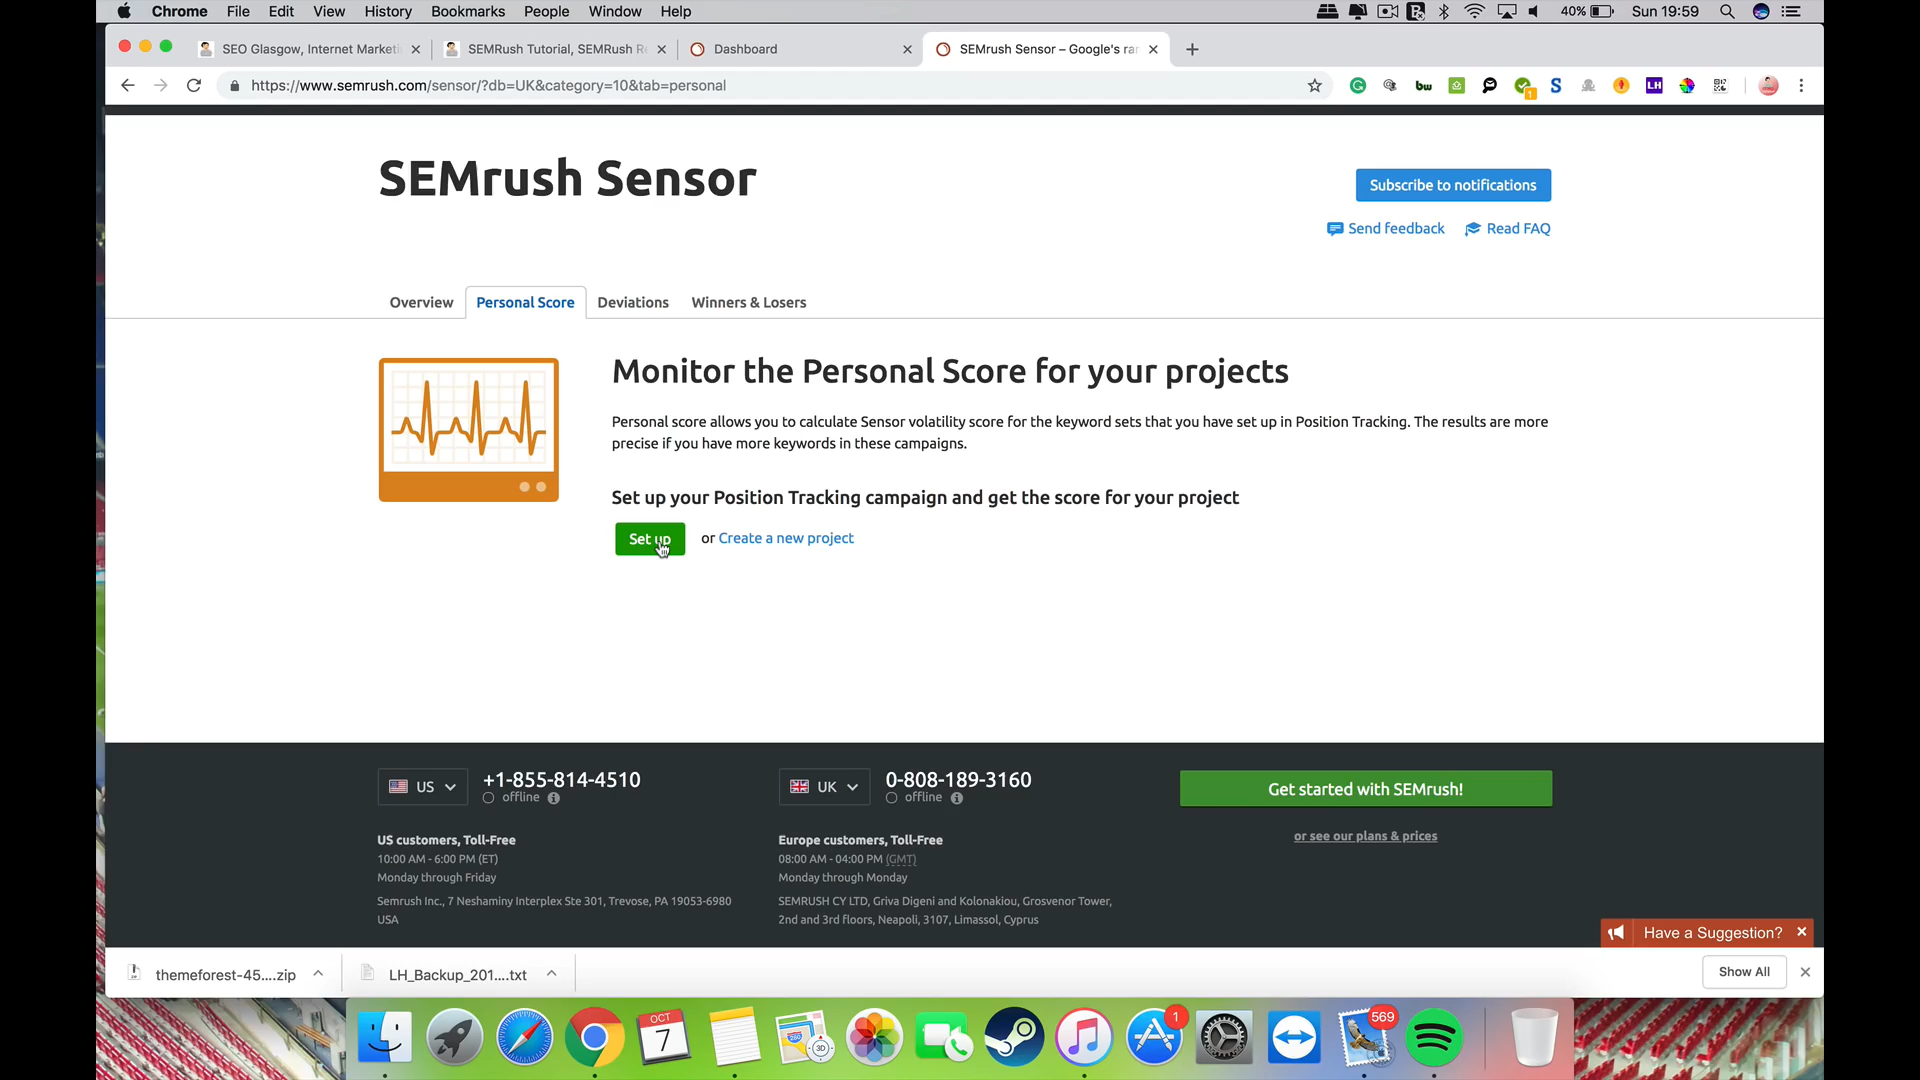 Chrome File Edit View History Bookmarks People Window Help 40% Sun 19:59
SEO Glasgow, Internet Marketi SEMRush Tutorial, SEMRush R Dashboard SEMrush Sensor – Google's ra
https://www.semrush.com/sensor/?db=UK&category=10&tab=personal
SEMrush Sensor
Subscribe to notifications
Send feedback Read FAQ
Overview Personal Score Deviations Winners & Losers
Monitor the Personal Score for your projects
Personal score allows you to calculate Sensor volatility score for the keyword sets that you have set up in Position Tracking. The results are more
precise if you have more keywords in these campaigns.
Set up your Position Tracking campaign and get the score for your project
Set up or Create a new project
US +1-855-814-4510
offline
UK 0-808-189-3160
offline
Get started with SEMrush!
or see our plans & prices
US customers, Toll-Free
10:00 AM - 6:00 PM (ET)
Monday through Friday
Semrush Inc., 7 Neshaminy Interplex Ste 301, Trevose, PA 19053-6980
USA
Europe customers, Toll-Free
08:00 AM - 04:00 PM (GMT)
Monday through Monday
SEMRUSH CY LTD, Griva Digeni and Kolonakiou, Grosvenor Tower,
2nd and 3rd floors, Neapoli, 3107, Limassol, Cyprus
Have a Suggestion?
themeforest-45....zip LH_Backup_201....txt Show All
OCT
7
3D
1
569